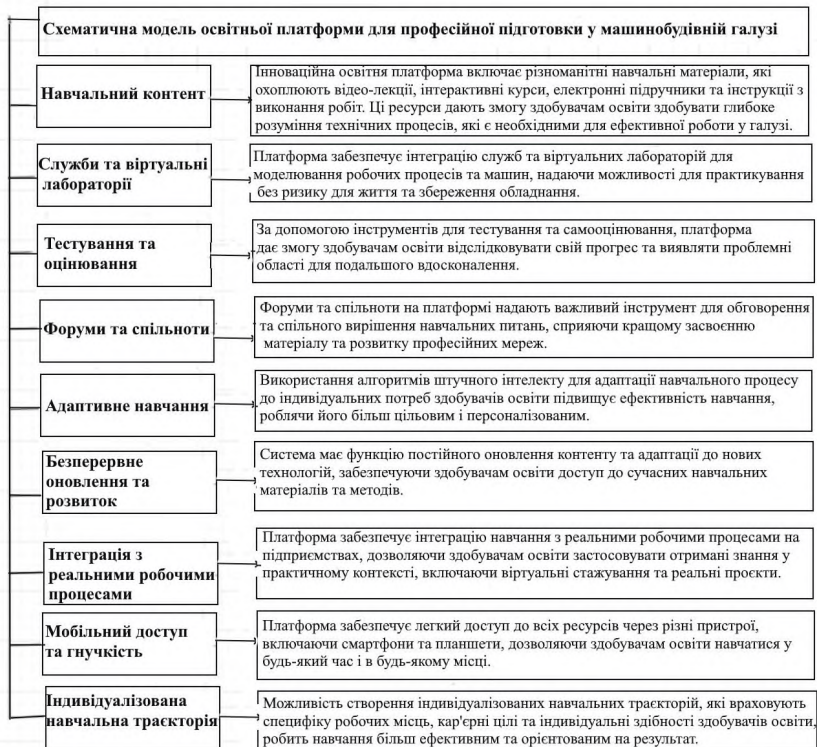 Схематична модель освітньої платформи для професійної підготовки у машинобудівній галузі
Навчальний контент
Інноваційна освітня платформа включає різноманітні навчальні матеріали, які
охоплюють відео-лекції, інтерактивні курси, електронні підручники та інструкції з
виконання робіт. Ці ресурси дають змогу здобувачам освіти здобувати глибоке
розуміння технічних процесів, які є необхідними для ефективної роботи у галузі.
Служби та віртуальні
лабораторії
Платформа забезпечує інтеграцію служб та віртуальних лабораторій для
моделювання робочих процесів та машин, надаючи можливості для практикування
без ризику для життя та збереження обладнання.
Тестування та
оцінювання
За допомогою інструментів для тестування та самооцінювання, платформа
дає змогу здобувачам освіти відслідковувати свій прогрес та виявляти проблемні
області для подальшого вдосконалення.
Форуми та спільноти
Форуми та спільноти на платформі надають важливий інструмент для обговорення
та спільного вирішення навчальних питань, сприяючи кращому засвоєнню
матеріалу та розвитку професійних мереж.
Адаптивне навчання
Використання алгоритмів штучного інтелекту для адаптації навчального процесу
до індивідуальних потреб здобувачів освіти підвищує ефективність навчання,
роблячи його більш цільовим і персоналізованим.
Безперервне
оновлення та
розвиток
Система має функцію постійного оновлення контенту та адаптації до нових
технологій, забезпечуючи здобувачам освіти доступ до сучасних навчальних
матеріалів та методів.
Інтеграція з
реальними робочими
процесами
Платформа забезпечує інтеграцію навчання з реальними робочими процесами на
підприємствах, дозволяючи здобувачам освіти застосовувати отримані знання у
практичному контексті, включаючи віртуальні стажування та реальні проєкти.
Мобільний доступ
та гнучкість
Платформа забезпечує легкий доступ до всіх ресурсів через різні пристрої,
включаючи смартфони та планшети, дозволяючи здобувачам освіти навчатися у
будь-який час і в будь-якому місці.
Індивідуалізована
навчальна траєкторія
Можливість створення індивідуалізованих навчальних траєкторій, які враховують
специфіку робочих місць, кар'єрні цілі та індивідуальні здібності здобувачів освіти,
робить навчання більш ефективним та орієнтованим на результат.